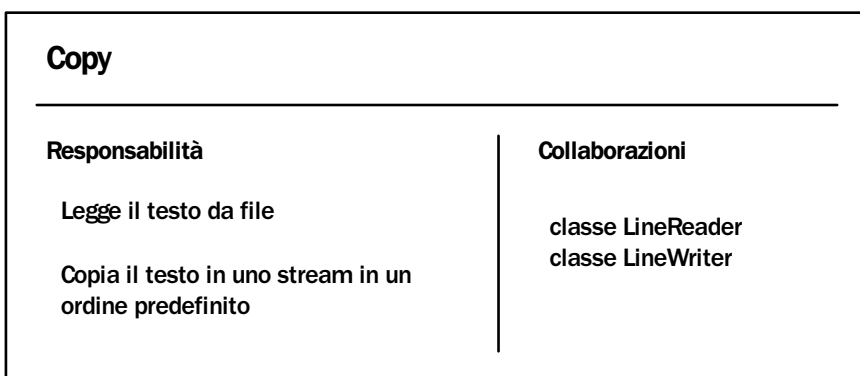 Copy
Responsabilità
Legge il testo da file
Copia il testo in uno stream in un
ordine predefinito
Collaborazioni
classe LineReader
classe LineWriter